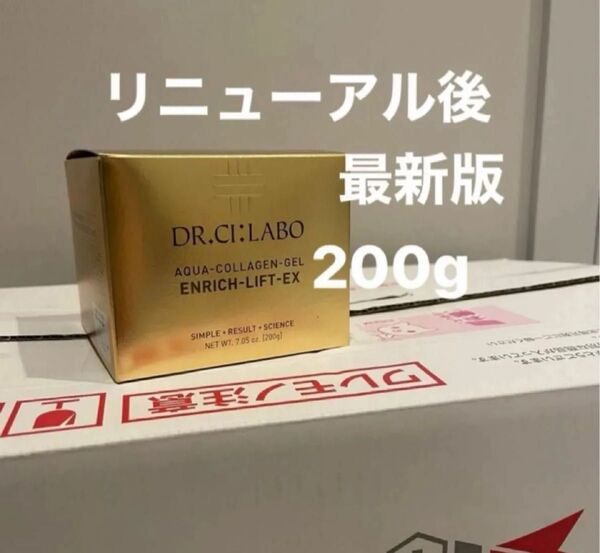 リニューアル後
最新版
200g
DR.CI:LABO
AQUA-COLLAGEN-GEL
ENRICH-LIFT-EX
SIMPLE + RESULT + SCIENCE
NET WT. 7.05 oz. [200g]
ワレモノ注意